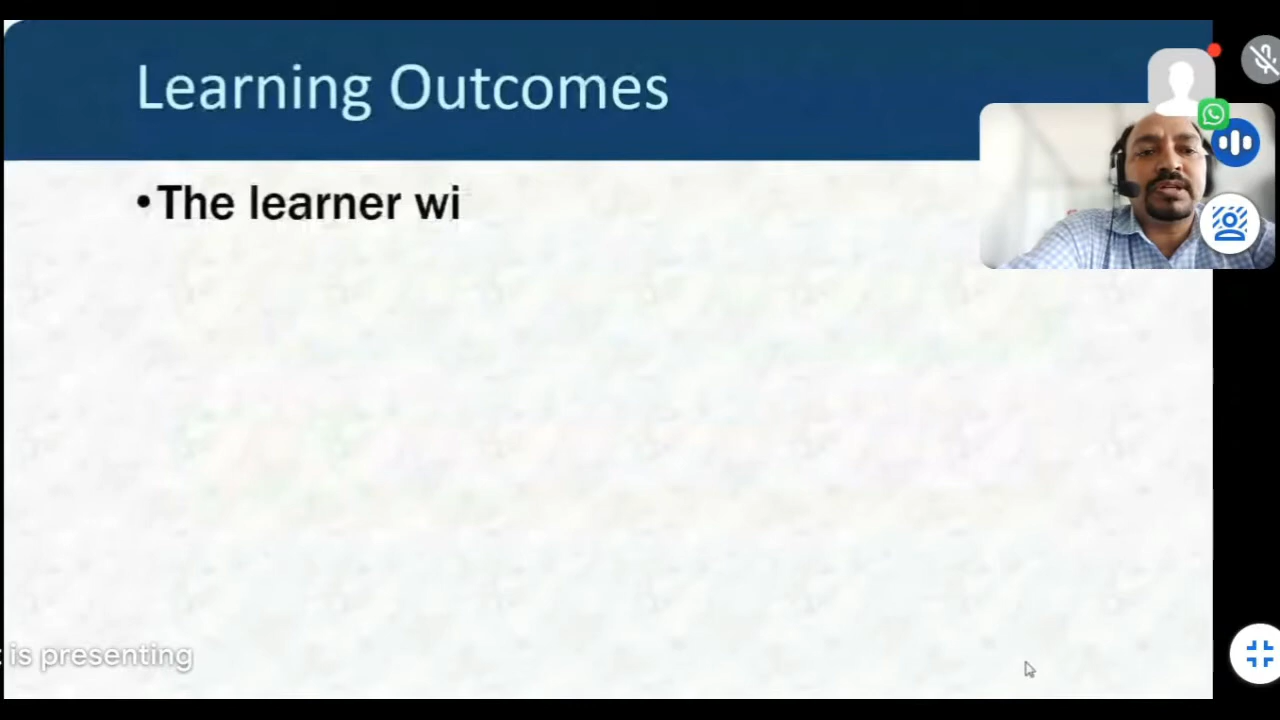 Learning Outcomes
•The learner wi
is presenting